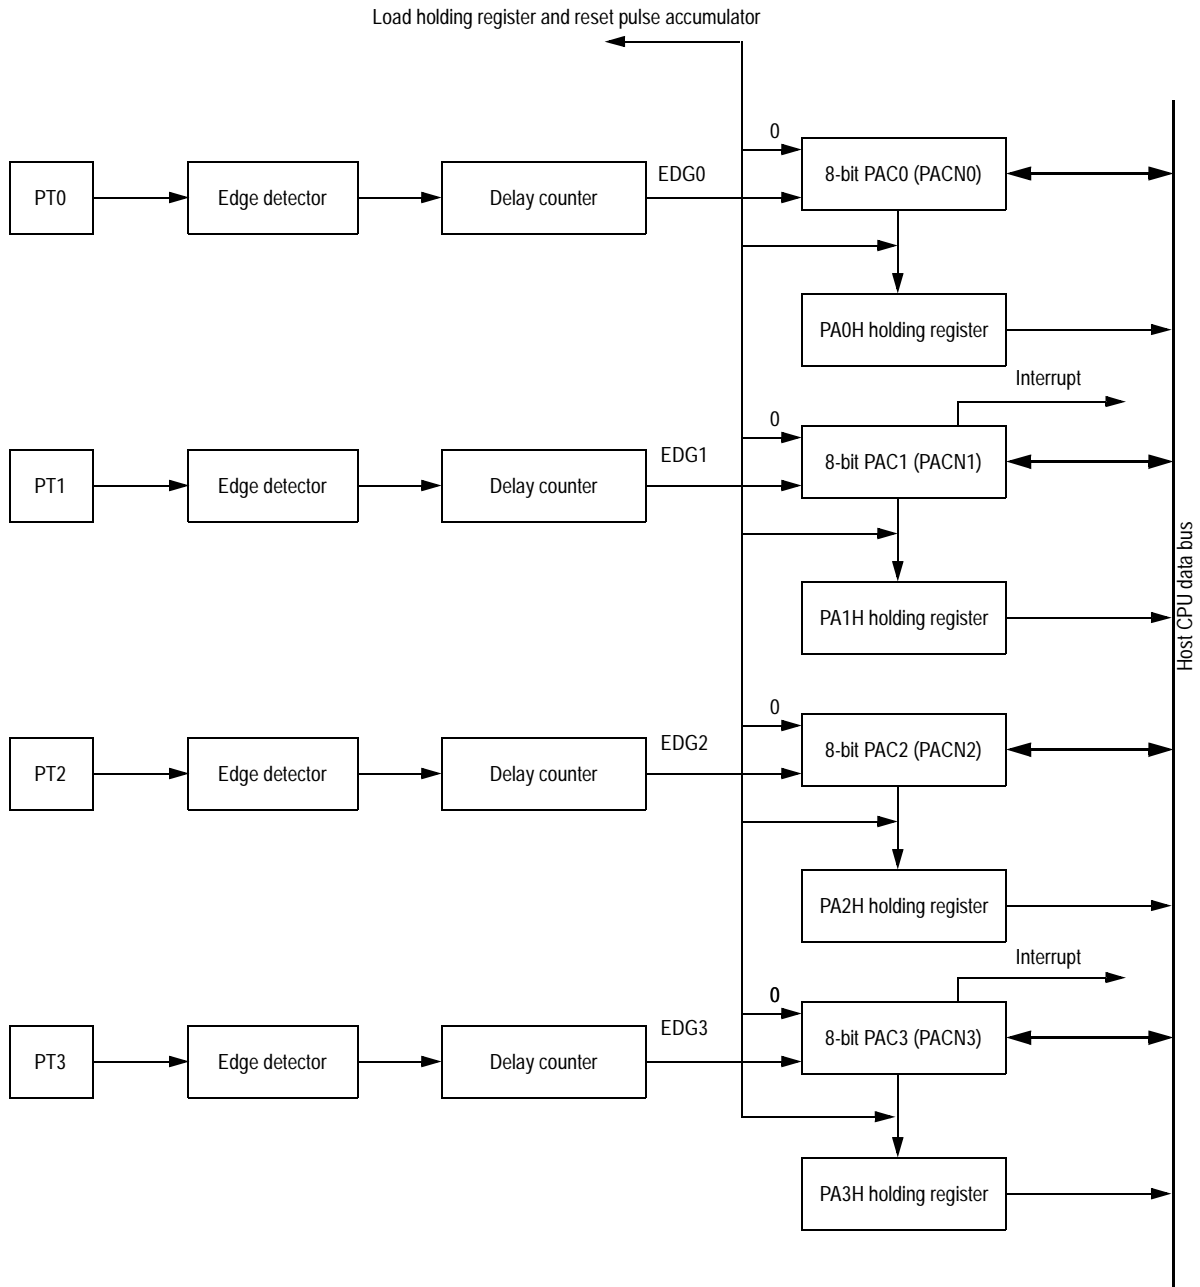 Load holding register and reset pulse accumulator
0
EDG0
PT0
Edge detector
Delay counter
8-bit PAC0 (PACN0)
PA0H holding register
Interrupt
0
EDG1
PT1
Edge detector
Delay counter
8-bit PAC1 (PACN1)
PA1H holding register
Host CPU data bus
0
EDG2
PT2
Edge detector
Delay counter
8-bit PAC2 (PACN2)
PA2H holding register
Interrupt
0
EDG3
PT3
Edge detector
Delay counter
8-bit PAC3 (PACN3)
PA3H holding register